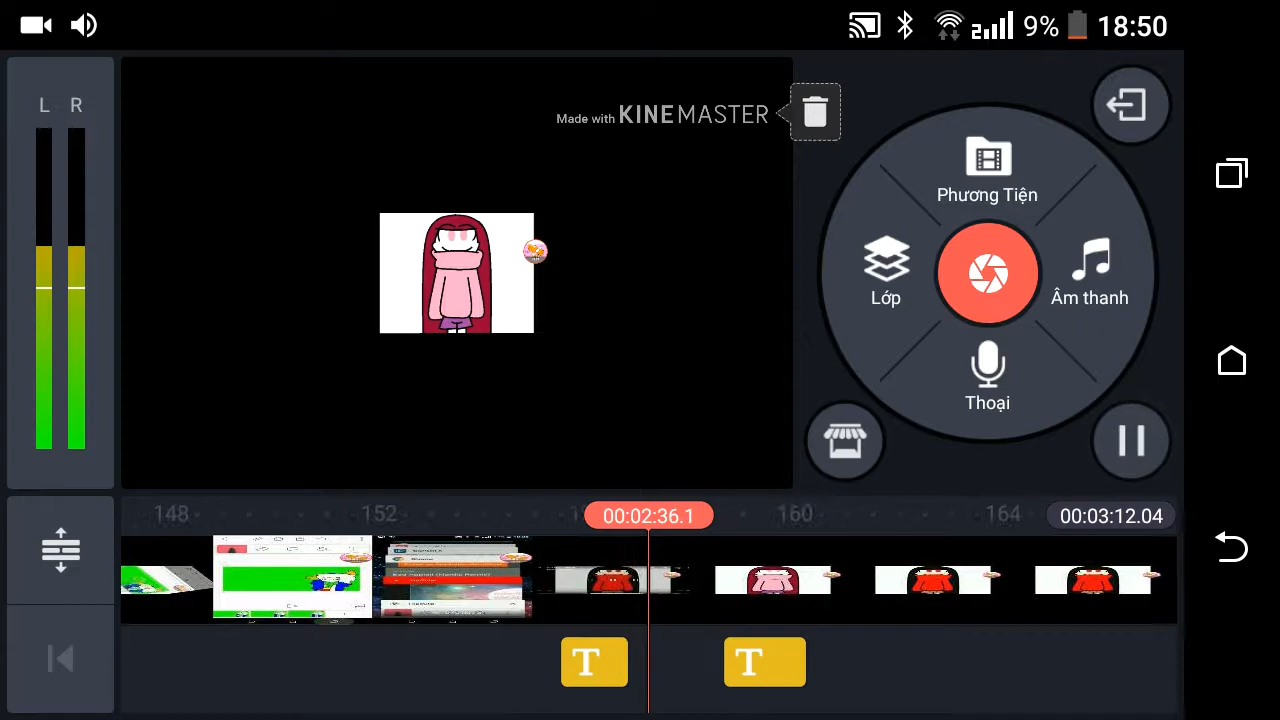 9% 18:50
L R
Made with KINEMASTER
Phương Tiện
Lớp
Âm thanh
Thoại
148 152 160 164
00:02:36.1
00:03:12.04
T T